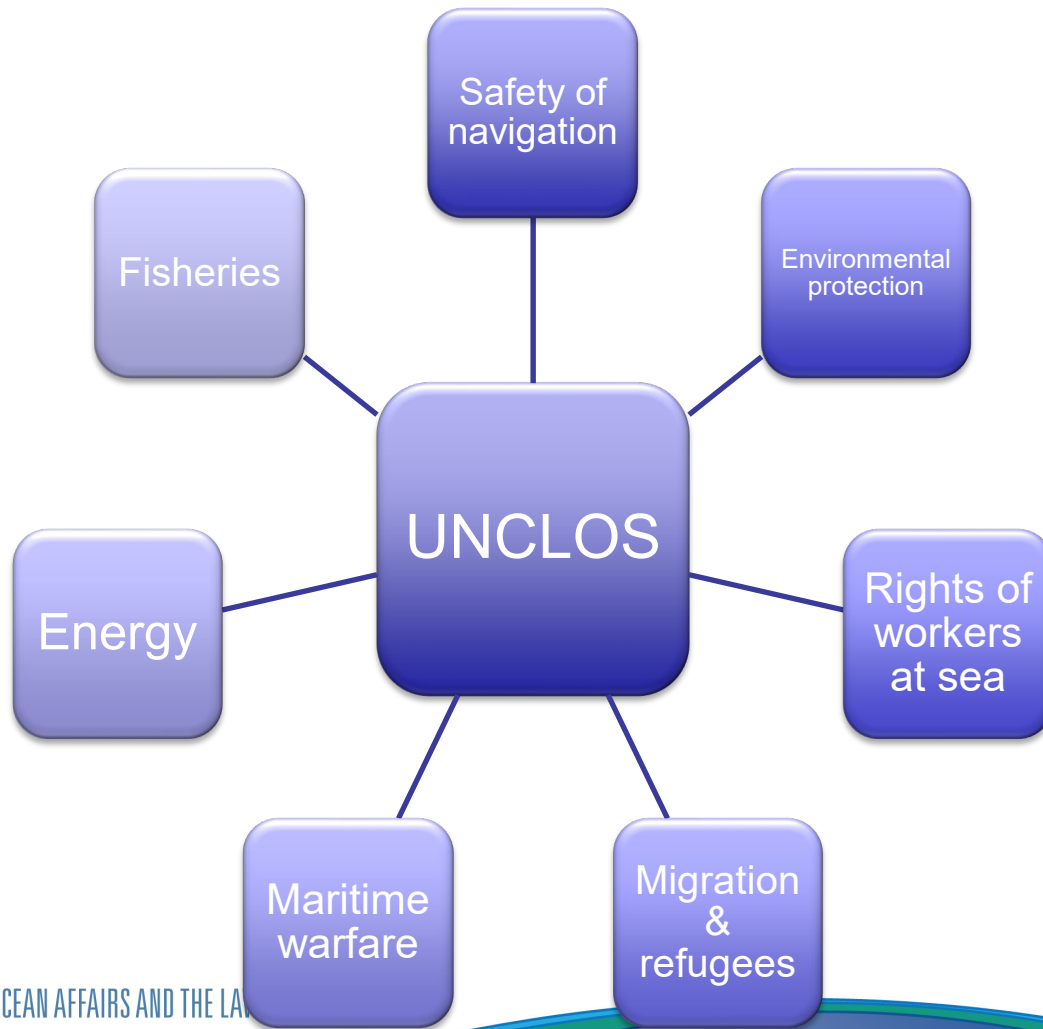 Safety of
navigation
Fisheries
Environmental
protection
UNCLOS
Energy
Rights of
workers
at sea
Maritime
warfare
Migration
&
refugees
CEAN AFFAIRS AND THE LA